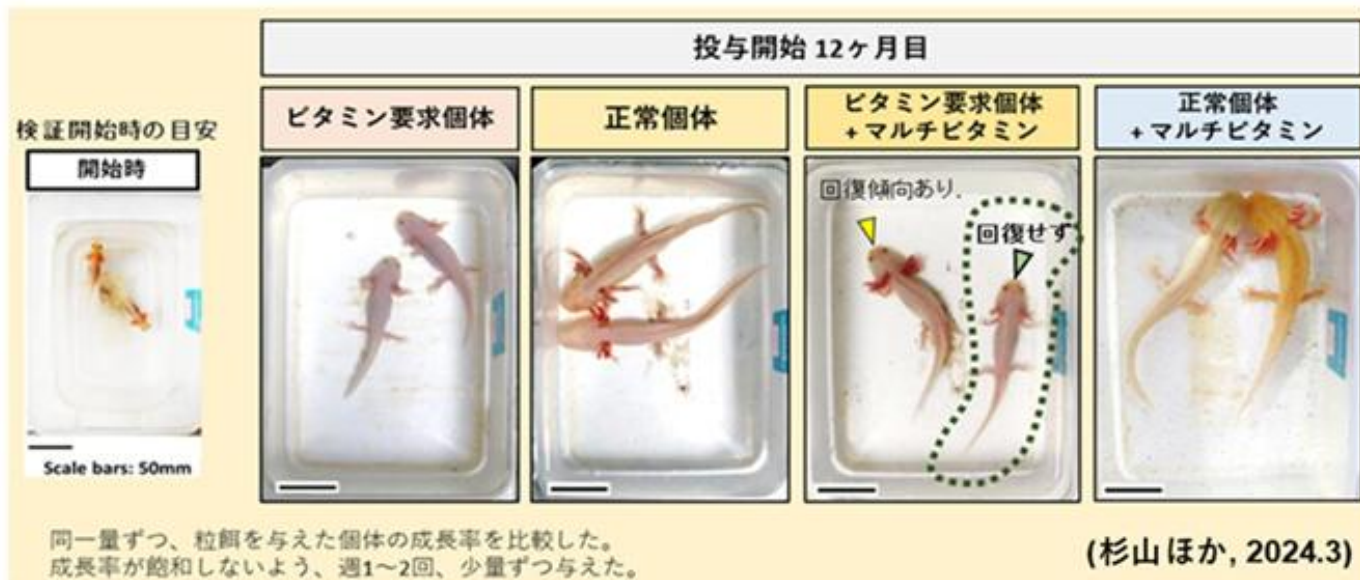 投与開始 12ヶ月目
検証開始時の目安
開始時
Scale bars: 50mm
ビタミン要求個体
正常個体
ビタミン要求個体
+ マルチビタミン
回復傾向あり.
回復せず
正常個体
+ マルチビタミン
同一量ずつ、粒餌を与えた個体の成長率を比較した。
成長率が飽和しないよう、週1〜2回、少量ずつ与えた。
(杉山ほか, 2024.3)